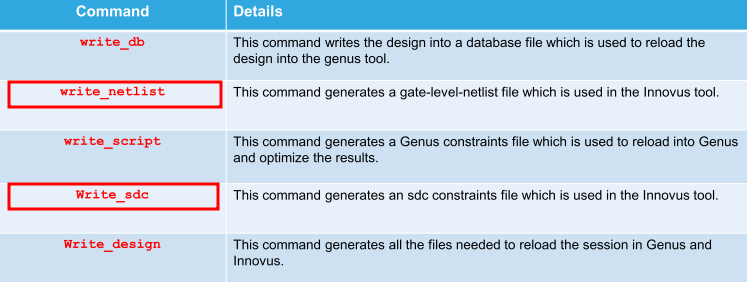 Command Details
write_db This command writes the design into a database file which is used to reload the
design into the genus tool.
write_netlist This command generates a gate-level-netlist file which is used in the Innovus tool.
write_script This command generates a Genus constraints file which is used to reload into Genus
and optimize the results.
Write_sdc This command generates an sdc constraints file which is used in the Innovus tool.
Write_design This command generates all the files needed to reload the session in Genus and
Innovus.